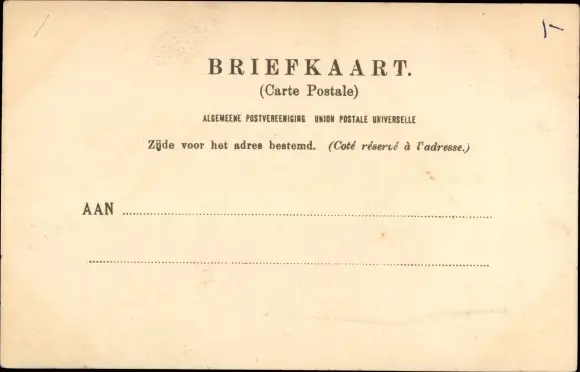 BRIEFKAART.
(Carte Postale)
ALGEMEENE POSTVEREENIGING UNION POSTALE UNIVERSELLE
Zijde voor het adres bestemd. (Coté réservé à l'adresse.)
AAN